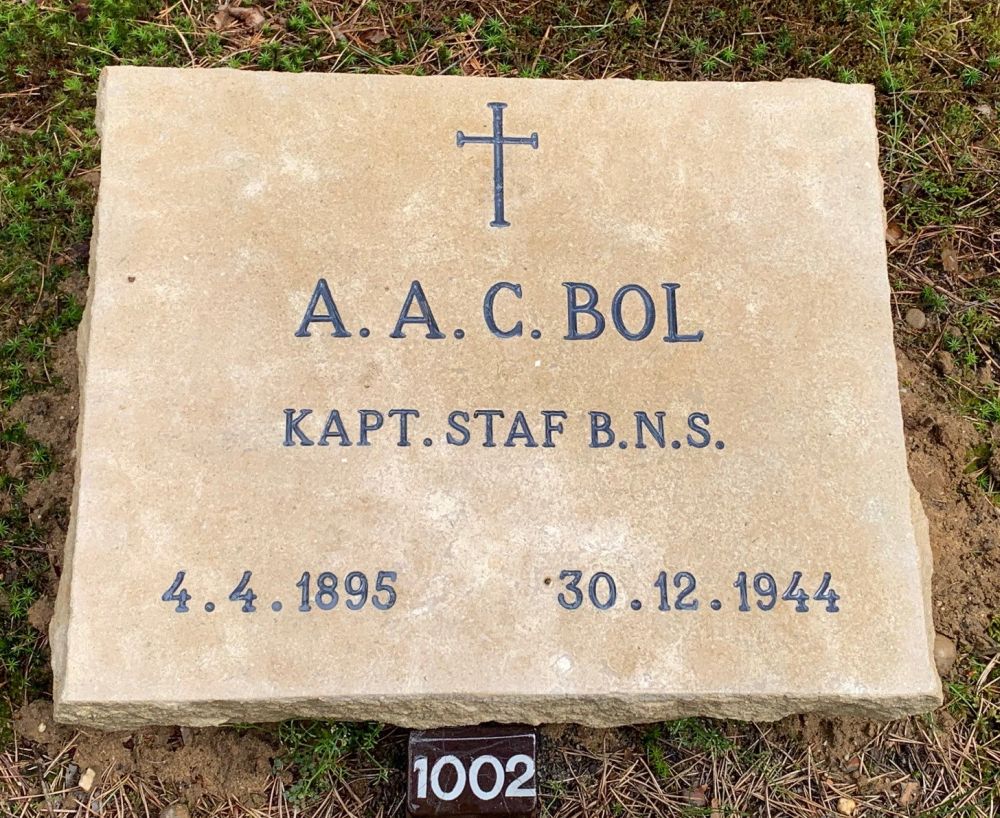 A. A. C. BOL
KAPT. STAF B.N.S.
4.4.1895 30.12.1944
1002